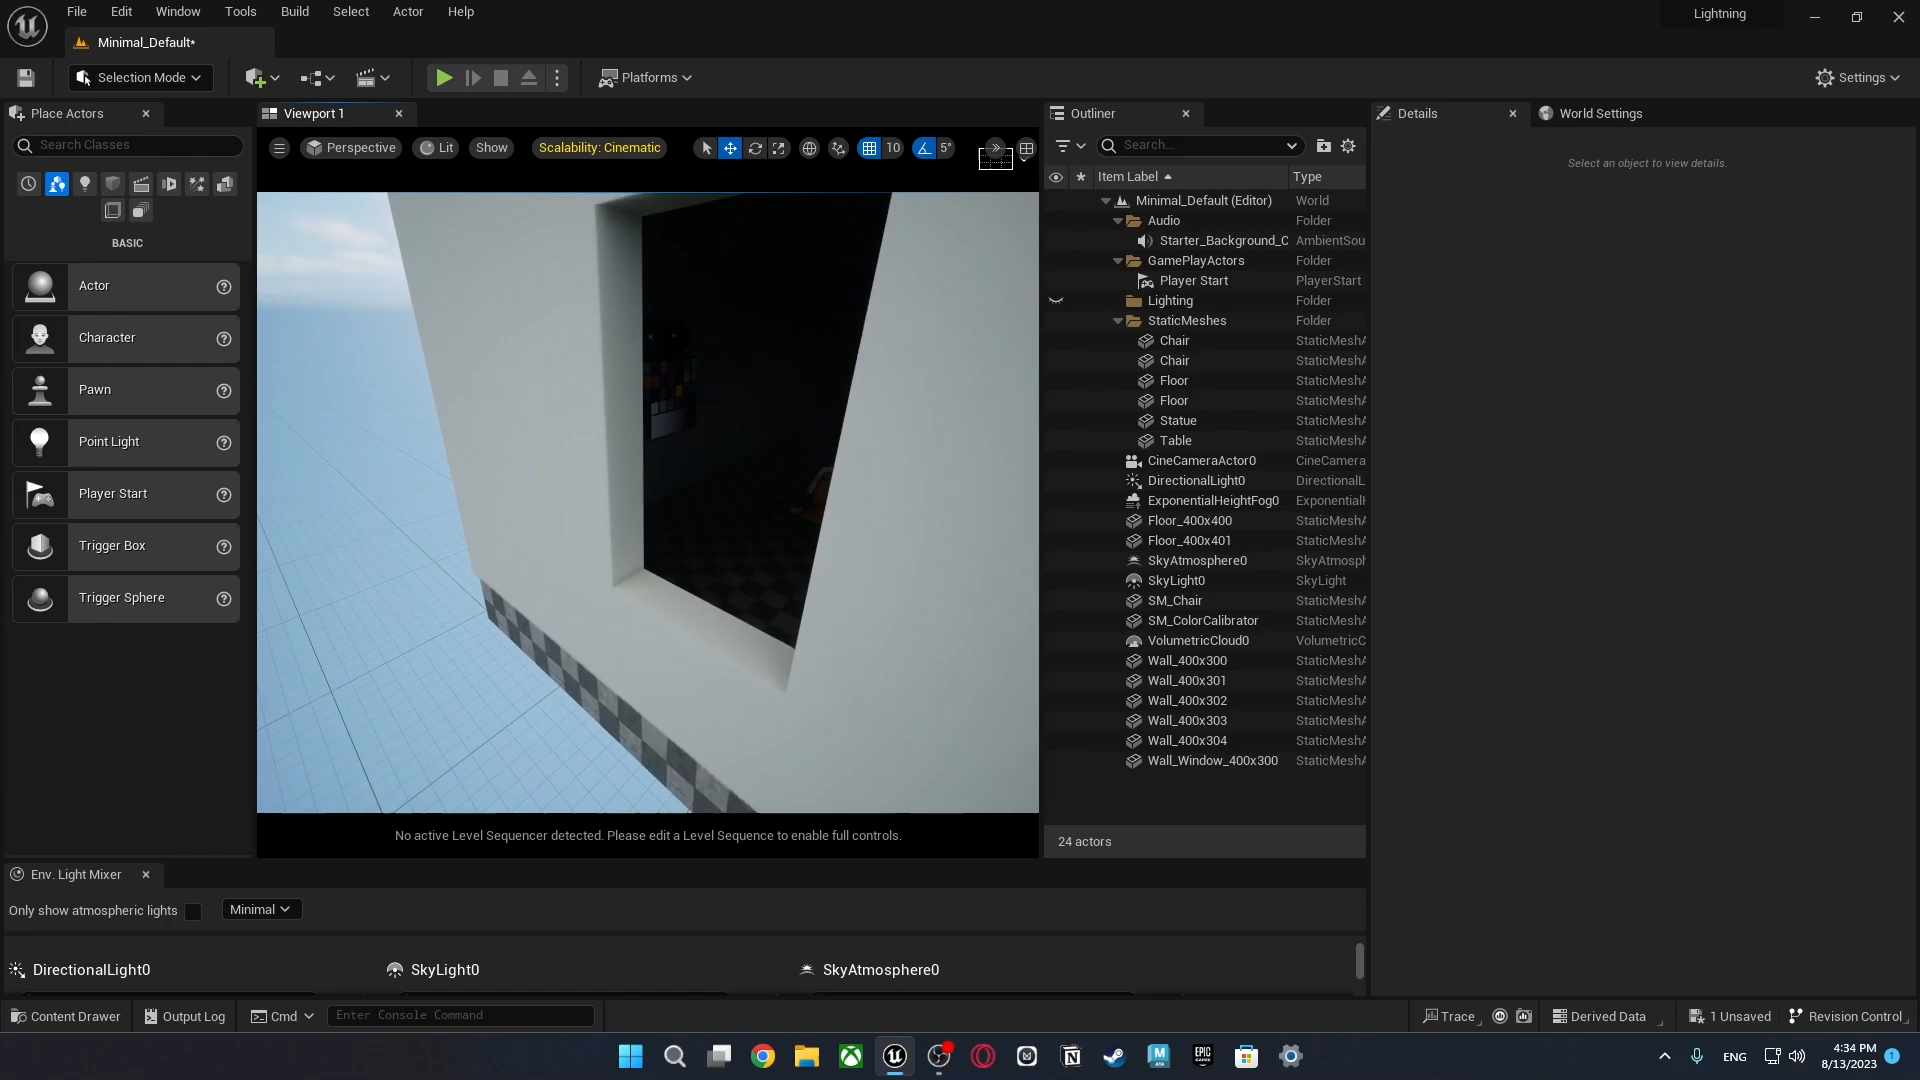 File Edit Window Tools Build Select Actor Help
Lightning
Minimal_Default*
Selection Mode
Platforms
Settings
Place Actors
Viewport 1
Outliner
Details
World Settings
Search Classes
Perspective
Lit
Show
Scalability: Cinematic
10
5°
Search...
Select an object to view details.
Item Label
Type
Minimal_Default (Editor) World
Audio Folder
Starter_Background_C AmbientSou
GamePlayActors Folder
Player Start PlayerStart
Lighting Folder
StaticMeshes Folder
Chair StaticMeshA
Chair StaticMeshA
Floor StaticMeshA
Floor StaticMeshA
Statue StaticMeshA
Table StaticMeshA
CineCameraActor0 CineCamera
DirectionalLight0 DirectionalL
ExponentialHeightFog0 ExponentialH
Floor_400x400 StaticMeshA
Floor_400x401 StaticMeshA
SkyAtmosphere0 SkyAtmosph
SkyLight0 SkyLight
SM_Chair StaticMeshA
SM_ColorCalibrator StaticMeshA
VolumetricCloud0 VolumetricC
Wall_400x300 StaticMeshA
Wall_400x301 StaticMeshA
Wall_400x302 StaticMeshA
Wall_400x303 StaticMeshA
Wall_400x304 StaticMeshA
Wall_Window_400x300 StaticMeshA
24 actors
BASIC
Actor
Character
Pawn
Point Light
Player Start
Trigger Box
Trigger Sphere
No active Level Sequencer detected. Please edit a Level Sequence to enable full controls.
Env. Light Mixer
Only show atmospheric lights
Minimal
DirectionalLight0
SkyLight0
SkyAtmosphere0
Content Drawer
Output Log
Cmd
Enter Console Command
Trace
Derived Data
1 Unsaved
Revision Control
ENG
4:34 PM
8/13/2023
1